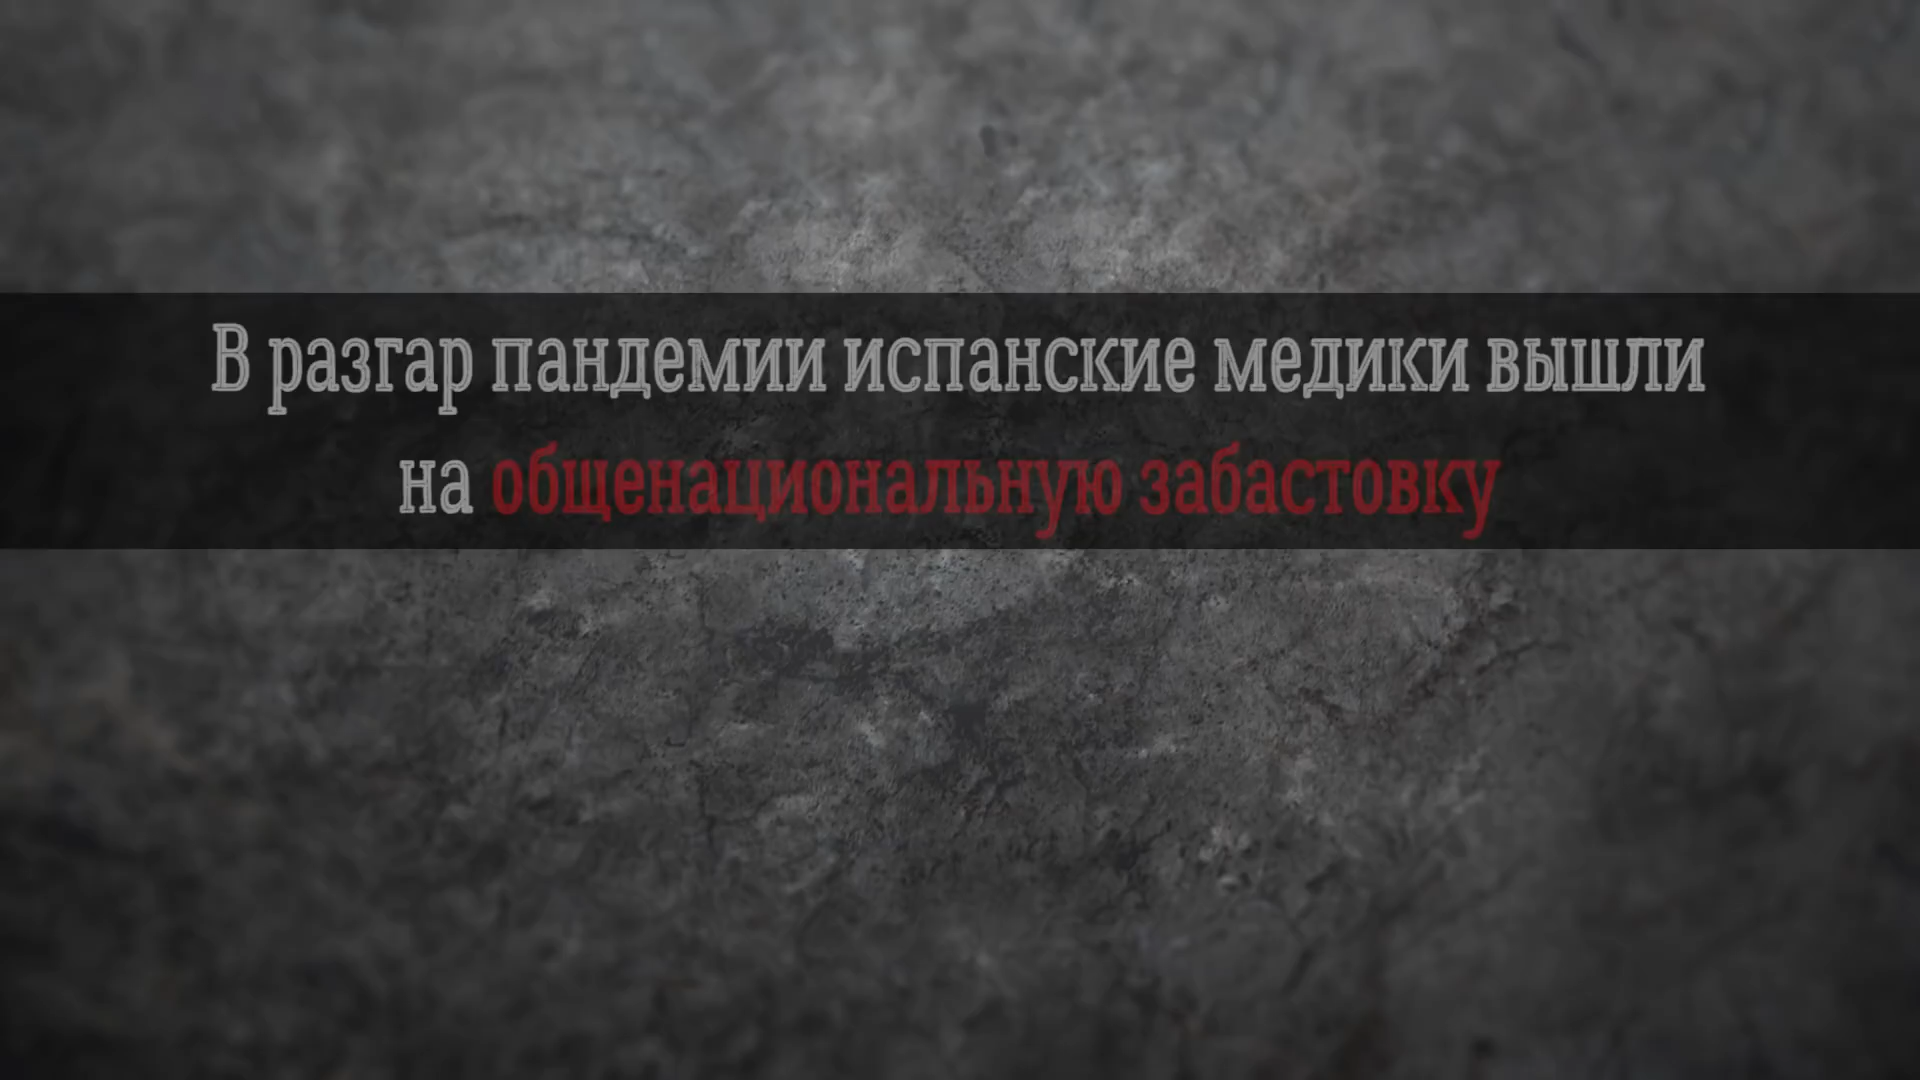 В разгар пандемии испанские медики вышли
на общенациональную забастовку